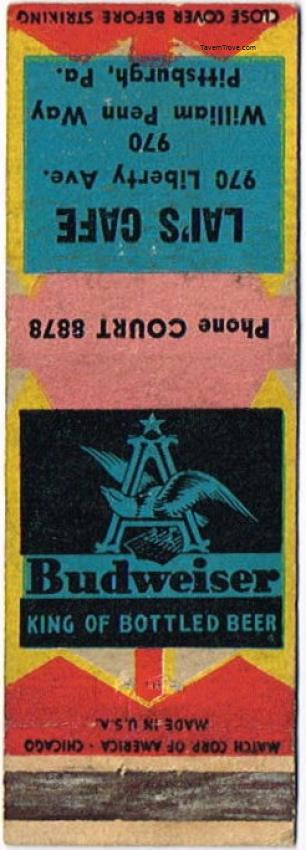 CLOSE COVER BEFORE STRIKING
TavernTrove.com
LAI'S CAFE
970 Liberty Ave.
970
William Penn Way
Pittsburgh, Pa.
Phone COURT 8878
A
Budweiser
KING OF BOTTLED BEER
MADE IN U.S.A.
MATCH CORP. OF AMERICA - CHICAGO